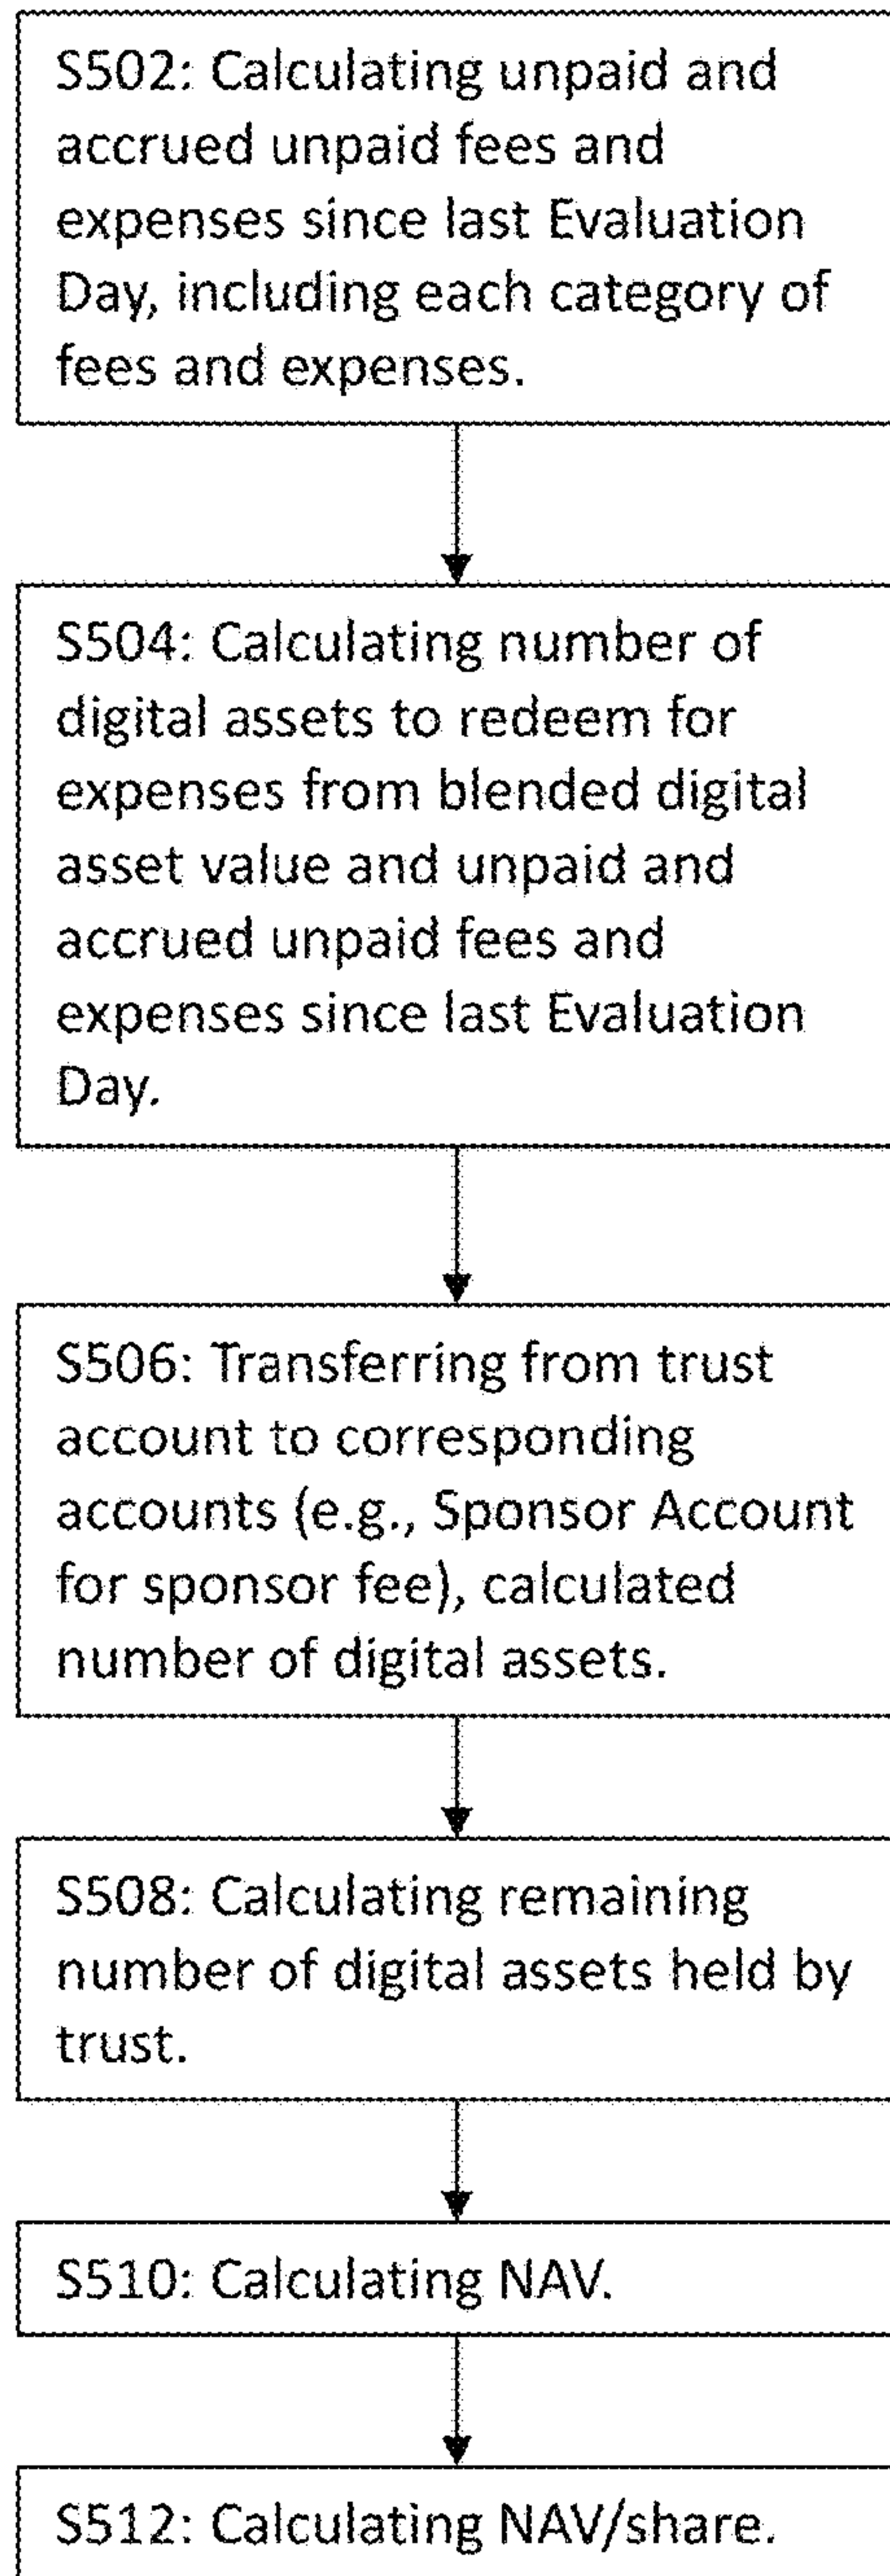 S502: Calculating unpaid and
accrued unpaid fees and
expenses since last Evaluation
Day, including each category of
fees and expenses.
S504: Calculating number of
digital assets to redeem for
expenses from blended digital
asset value and unpaid and
accrued unpaid fees and
expenses since last Evaluation
Day.
S506: Transferring from trust
account to corresponding
accounts (e.g., Sponsor Account
for sponsor fee), calculated
number of digital assets.
S508: Calculating remaining
number of digital assets held by
trust.
S510: Calculating NAV.
S512: Calculating NAV/share.